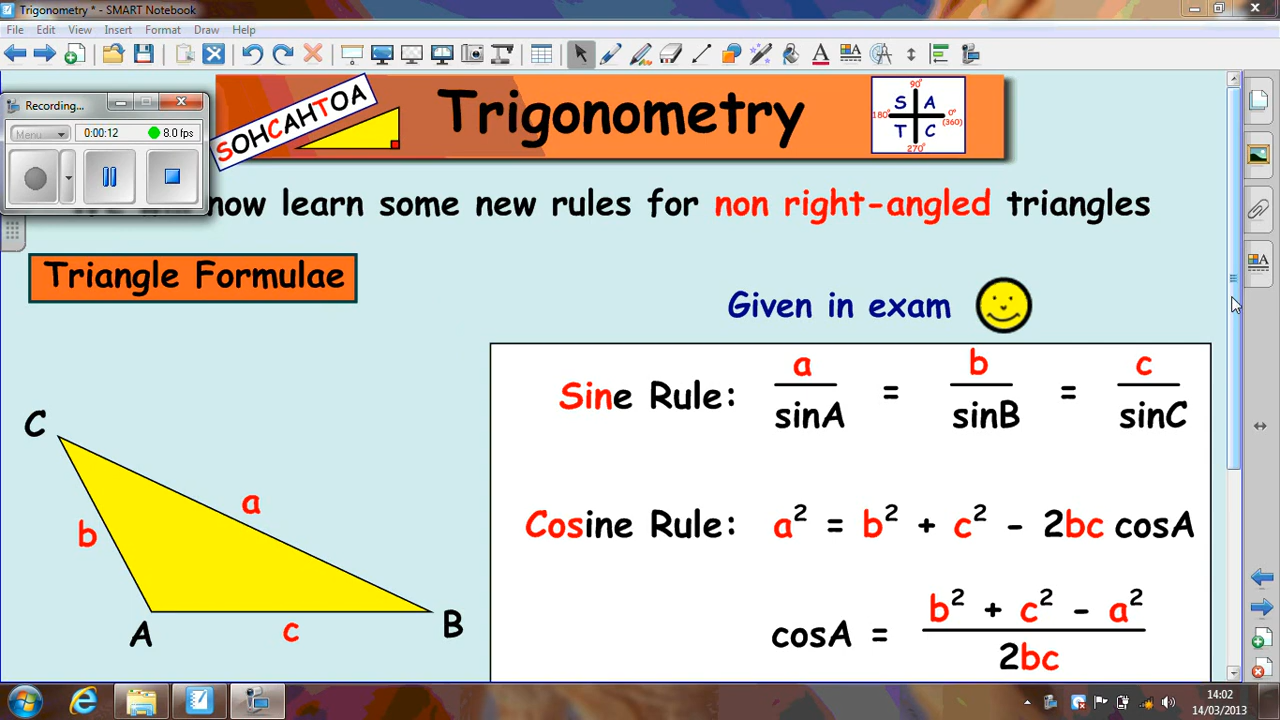 Trigonometry * - SMART Notebook
File Edit View Insert Format Draw Help
Recording...
Menu
0:00:12
8.0 fps
SOHCAHTOA
Trigonometry
90°
S A
180° 0°
(360)
T C
270°
now learn some new rules for non right-angled triangles
Triangle Formulae
Given in exam
Sine Rule: a/sinA = b/sinB = c/sinC
Cosine Rule: a² = b² + c² - 2bc cosA
cosA = b² + c² - a² / 2bc
C
a
b
A
c
B
14:02
14/03/2013